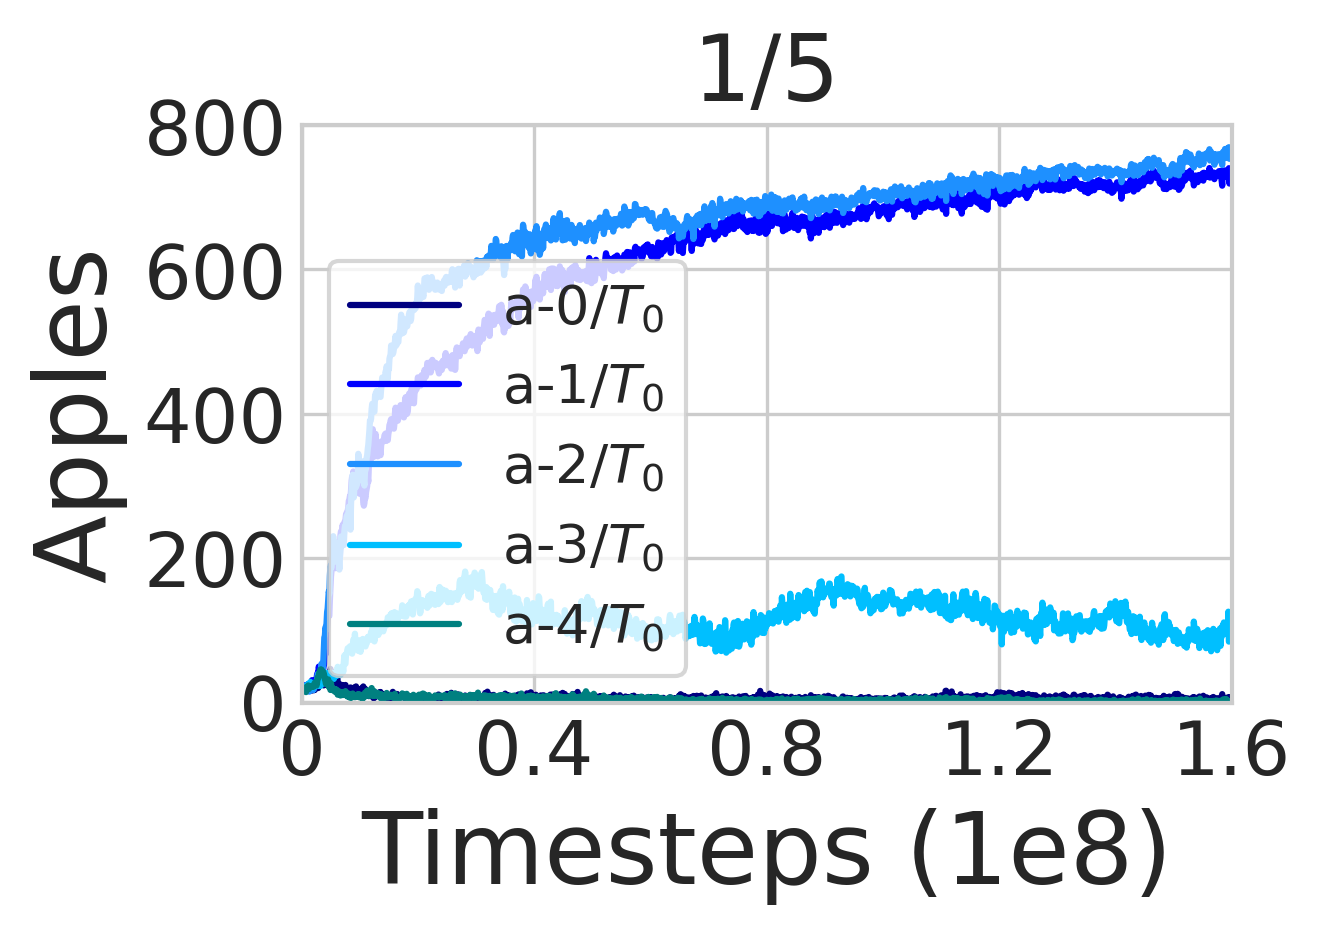 1/5
800
600
400
200
0
Apples
a-0/T₀
a-1/T₀
a-2/T₀
a-3/T₀
a-4/T₀
0 0.4 0.8 1.2 1.6
Timesteps (1e8)